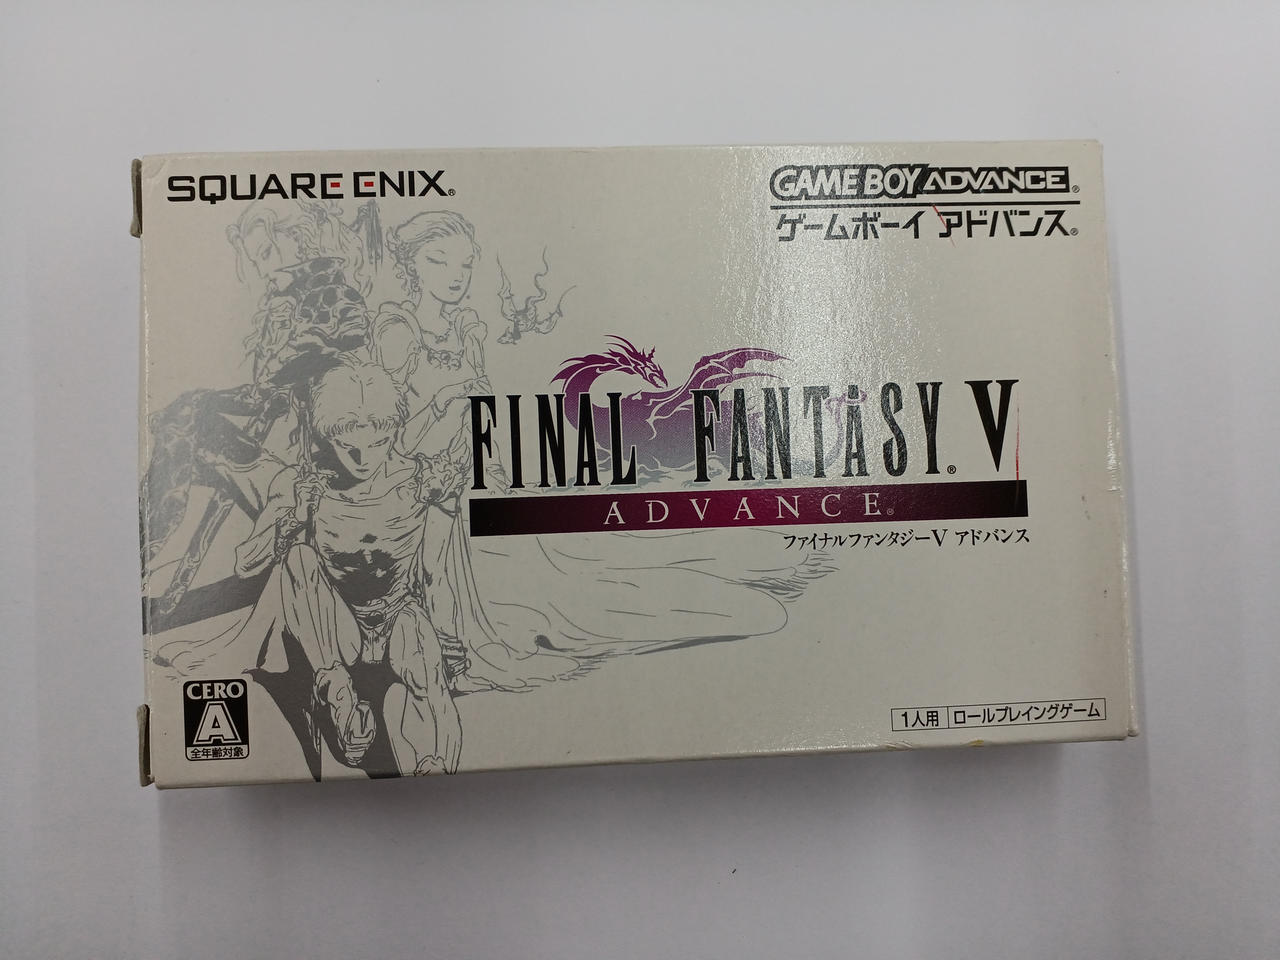 SQUARE ENIX®
GAME BOY ADVANCE®
ゲームボーイ アドバンス®
FINAL FANTASY® V
ADVANCE®
ファイナルファンタジーV アドバンス
CERO
A
全年齢対象
1人用 ロールプレイングゲーム